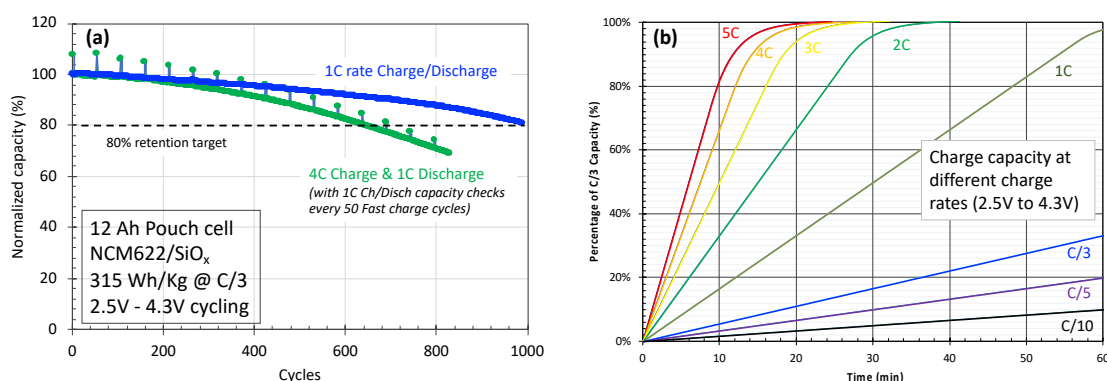 (a)
120
100
80
60
40
20
0
Normalized capacity (%)
1C rate Charge/Discharge
80% retention target
4C Charge & 1C Discharge
(with 1C Ch/Disch capacity checks
every 50 Fast charge cycles)
12 Ah Pouch cell
NCM622/SiOₓ
315 Wh/Kg @ C/3
2.5V - 4.3V cycling
0 200 400 600 800 1000
Cycles
(b)
100%
80%
60%
40%
20%
0%
Percentage of C/3 Capacity (%)
5C
4C
3C
2C
1C
Charge capacity at
different charge
rates (2.5V to 4.3V)
C/3
C/5
C/10
0 10 20 30 40 50 60
Time (min)